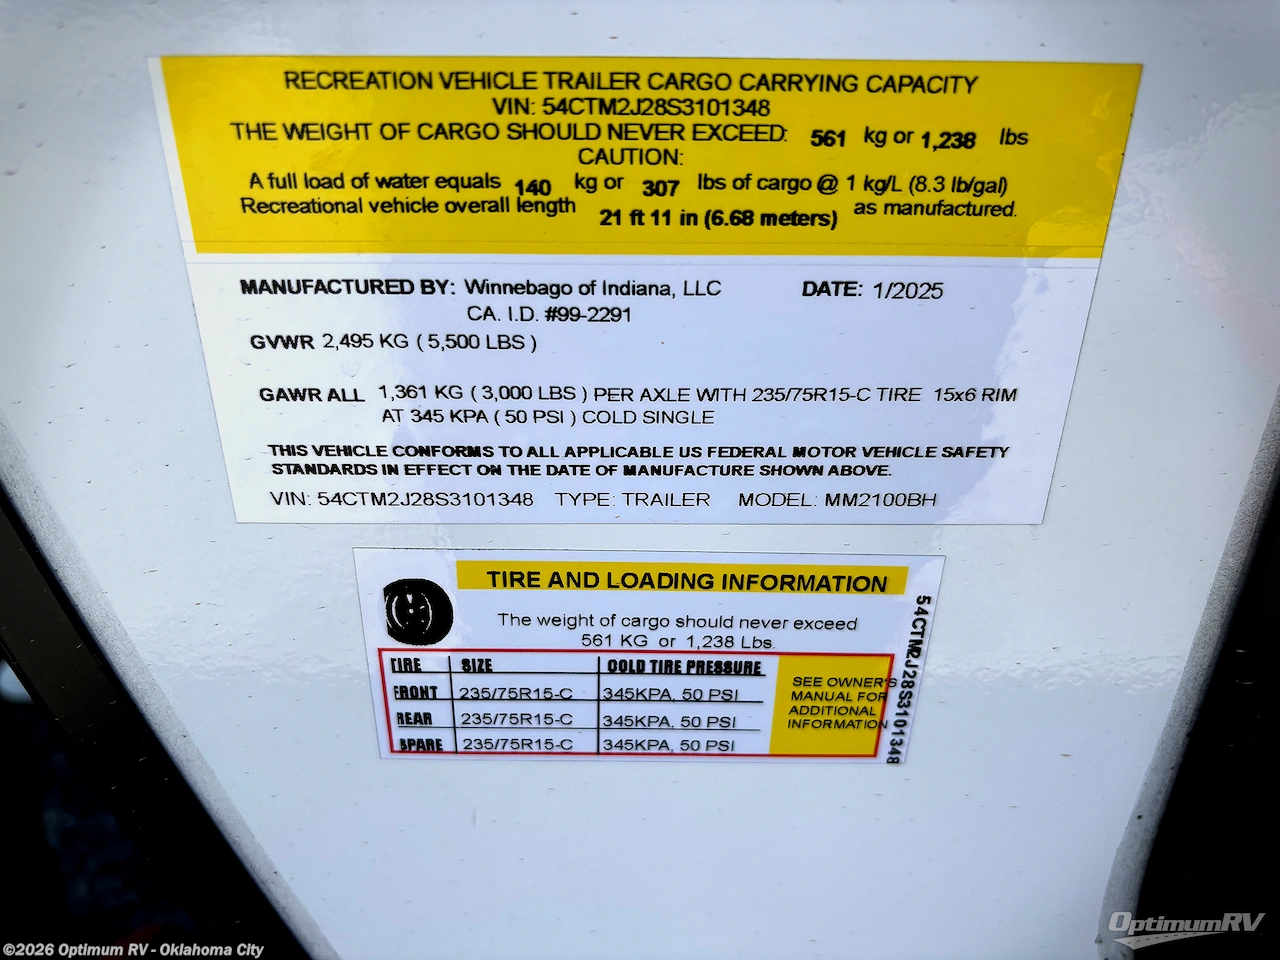 RECREATION VEHICLE TRAILER CARGO CARRYING CAPACITY
VIN: 54CTM2J28S3101348
THE WEIGHT OF CARGO SHOULD NEVER EXCEED: 561 kg or 1,238 lbs
CAUTION:
A full load of water equals 140 kg or 307 lbs of cargo @ 1 kg/L (8.3 lb/gal)
Recreational vehicle overall length 21 ft 11 in (6.68 meters) as manufactured.
MANUFACTURED BY: Winnebago of Indiana, LLC DATE: 1/2025
CA. I.D. #99-2291
GVWR 2,495 KG ( 5,500 LBS )
GAWR ALL 1,361 KG ( 3,000 LBS ) PER AXLE WITH 235/75R15-C TIRE 15x6 RIM
AT 345 KPA ( 50 PSI ) COLD SINGLE
THIS VEHICLE CONFORMS TO ALL APPLICABLE US FEDERAL MOTOR VEHICLE SAFETY
STANDARDS IN EFFECT ON THE DATE OF MANUFACTURE SHOWN ABOVE.
VIN: 54CTM2J28S3101348 TYPE: TRAILER MODEL: MM2100BH
TIRE AND LOADING INFORMATION
The weight of cargo should never exceed
561 KG or 1,238 Lbs.
TIRE SIZE COLD TIRE PRESSURE
FRONT 235/75R15-C 345KPA, 50 PSI
REAR 235/75R15-C 345KPA, 50 PSI
SPARE 235/75R15-C 345KPA, 50 PSI
SEE OWNER'S
MANUAL FOR
ADDITIONAL
INFORMATION
54CTM2J28S3101348
©2026 Optimum RV - Oklahoma City
OptimumRV